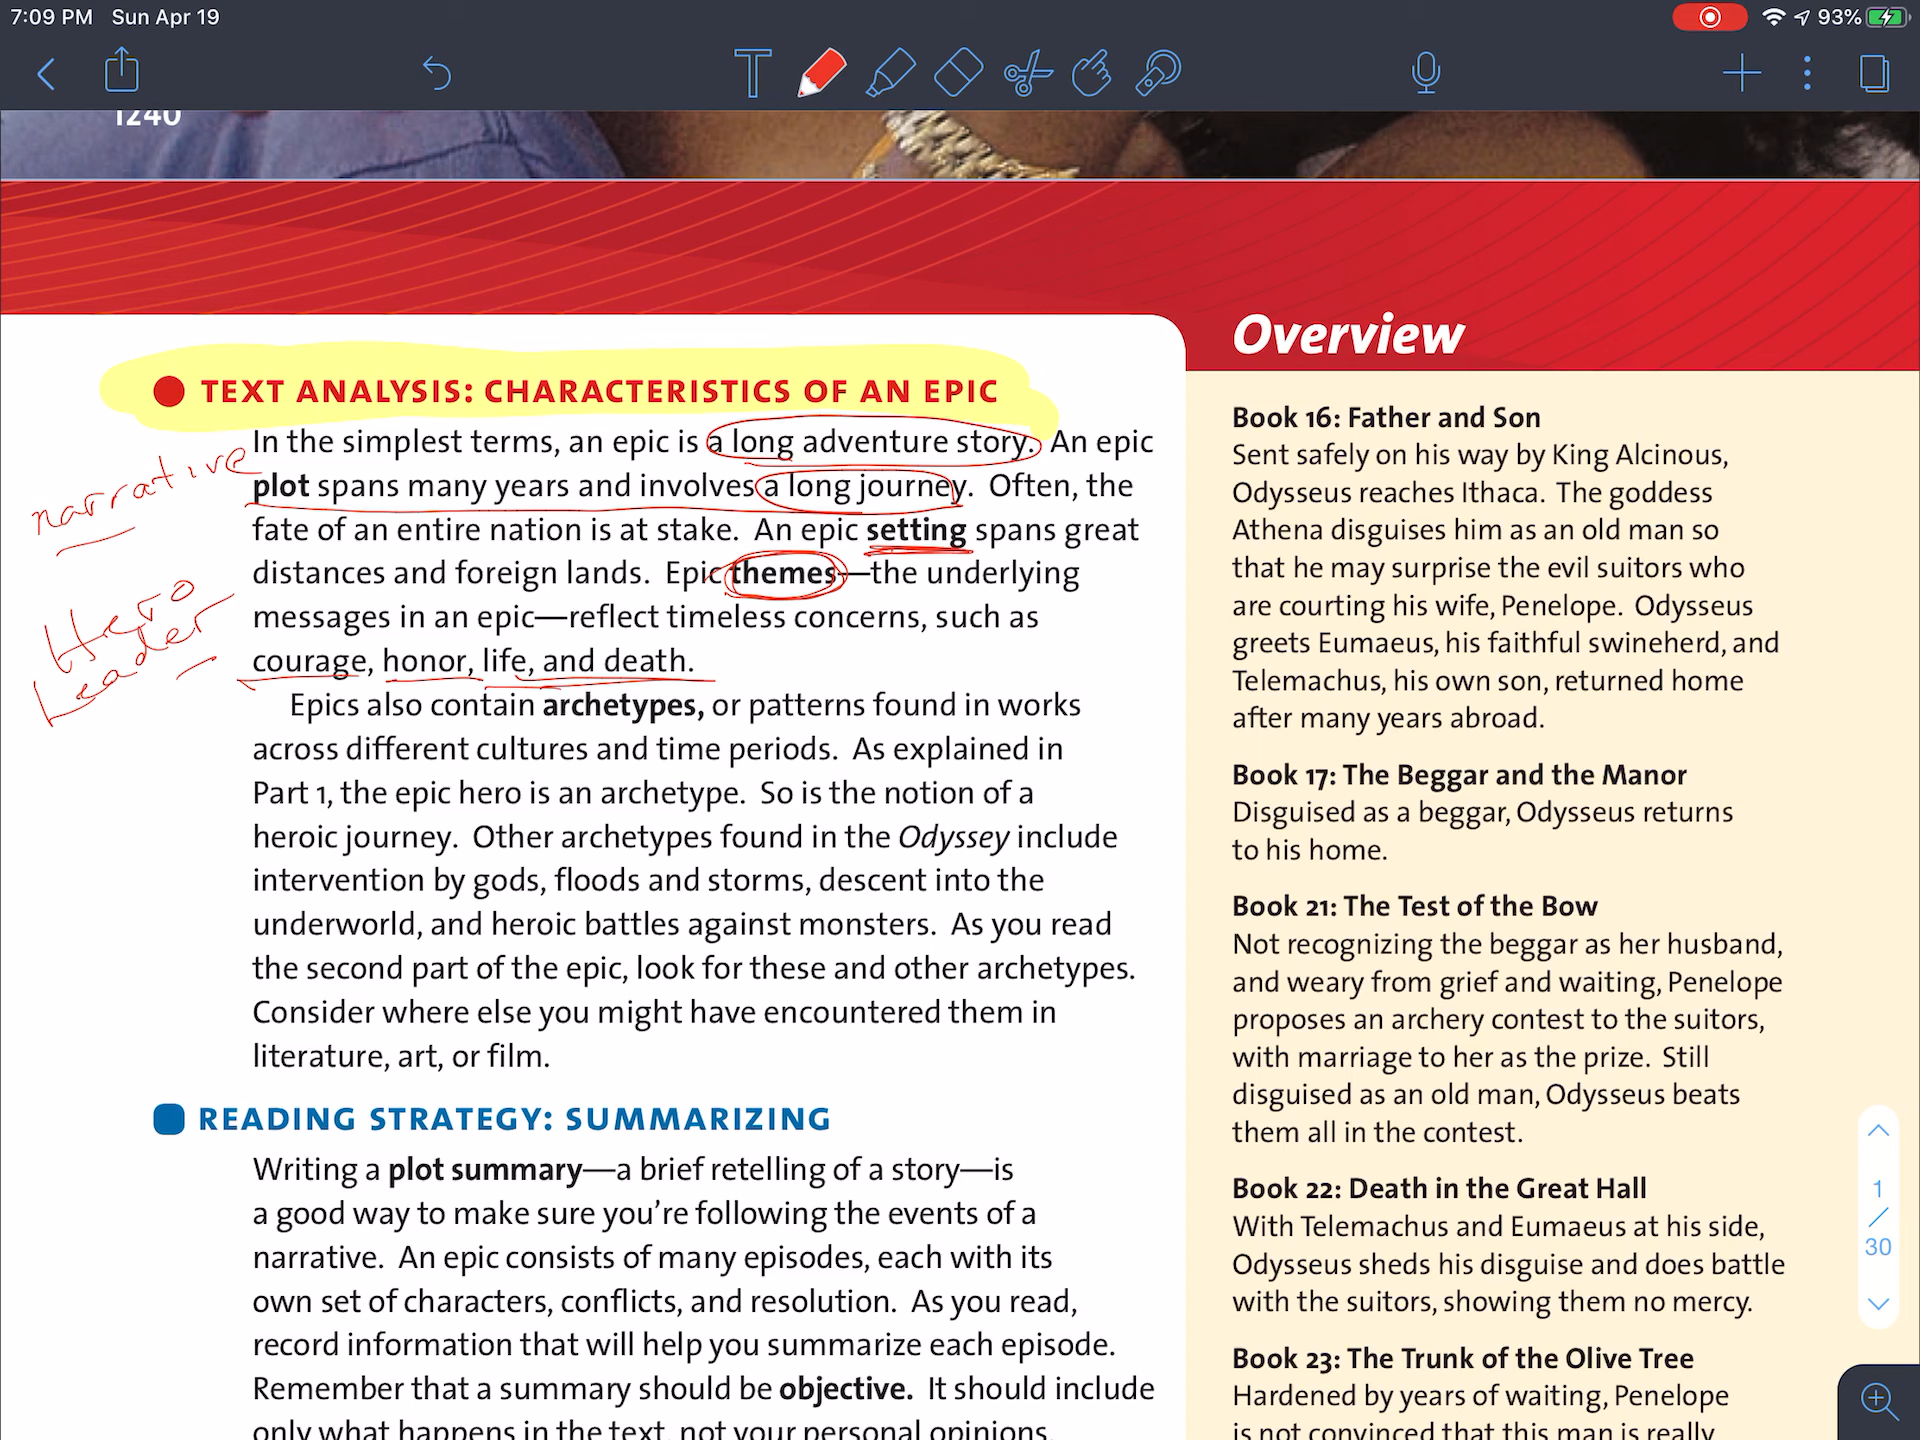 7:09 PM Sun Apr 19
93%
1240
TEXT ANALYSIS: CHARACTERISTICS OF AN EPIC
In the simplest terms, an epic is a long adventure story. An epic
plot spans many years and involves a long journey. Often, the
fate of an entire nation is at stake. An epic setting spans great
distances and foreign lands. Epic themes—the underlying
messages in an epic—reflect timeless concerns, such as
courage, honor, life, and death.
narrative
Hero
Leader
Epics also contain archetypes, or patterns found in works
across different cultures and time periods. As explained in
Part 1, the epic hero is an archetype. So is the notion of a
heroic journey. Other archetypes found in the Odyssey include
intervention by gods, floods and storms, descent into the
underworld, and heroic battles against monsters. As you read
the second part of the epic, look for these and other archetypes.
Consider where else you might have encountered them in
literature, art, or film.
READING STRATEGY: SUMMARIZING
Writing a plot summary—a brief retelling of a story—is
a good way to make sure you're following the events of a
narrative. An epic consists of many episodes, each with its
own set of characters, conflicts, and resolution. As you read,
record information that will help you summarize each episode.
Remember that a summary should be objective. It should include
only what happens in the text, not your personal opinions.
Overview
Book 16: Father and Son
Sent safely on his way by King Alcinous,
Odysseus reaches Ithaca. The goddess
Athena disguises him as an old man so
that he may surprise the evil suitors who
are courting his wife, Penelope. Odysseus
greets Eumaeus, his faithful swineherd, and
Telemachus, his own son, returned home
after many years abroad.
Book 17: The Beggar and the Manor
Disguised as a beggar, Odysseus returns
to his home.
Book 21: The Test of the Bow
Not recognizing the beggar as her husband,
and weary from grief and waiting, Penelope
proposes an archery contest to the suitors,
with marriage to her as the prize. Still
disguised as an old man, Odysseus beats
them all in the contest.
Book 22: Death in the Great Hall
With Telemachus and Eumaeus at his side,
Odysseus sheds his disguise and does battle
with the suitors, showing them no mercy.
Book 23: The Trunk of the Olive Tree
Hardened by years of waiting, Penelope
is not convinced that this man is really
1
/
30